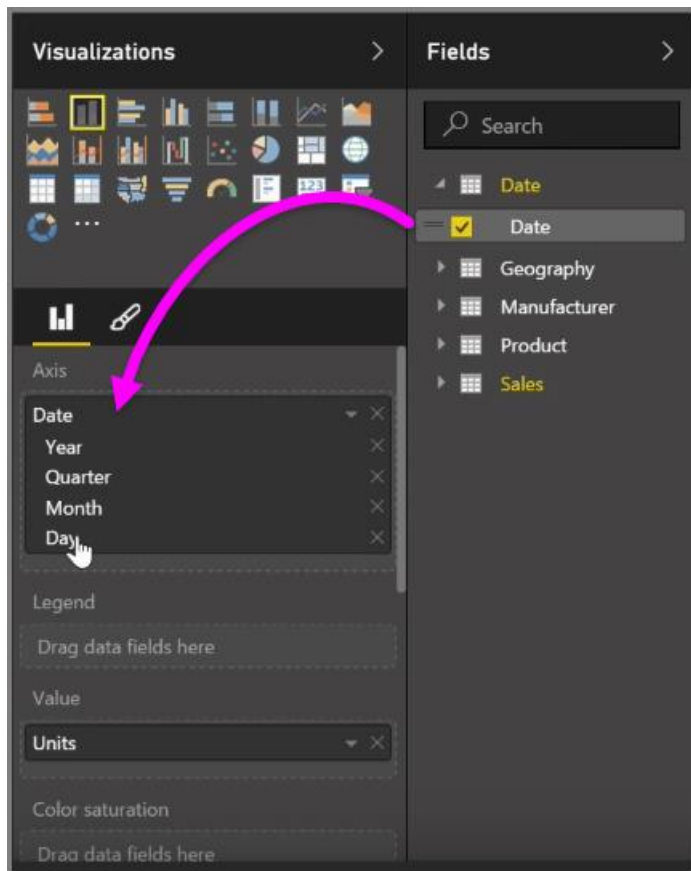 Visualizations
123
Axis
Date
Year
Quarter
Month
Day
Legend
Drag data fields here
Value
Units
Color saturation
Drag data fields here
Fields
Search
Date
Date
Geography
Manufacturer
Product
Sales